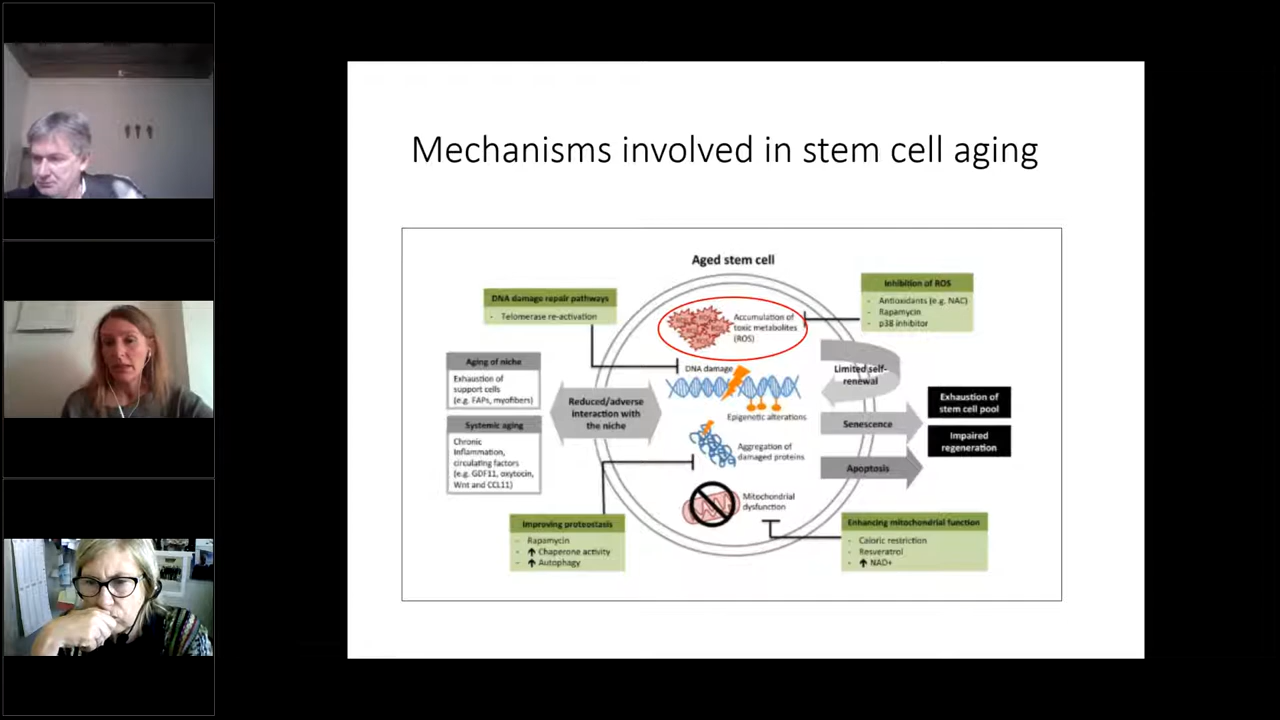 Mechanisms involved in stem cell aging
Aged stem cell
DNA damage repair pathways
- Telomerase re-activation
Inhibition of ROS
- Antioxidants (e.g. NAC)
- Rapamycin
- p38 inhibitor
Accumulation of
toxic metabolites
(ROS)
Aging of niche
Exhaustion of
support cells
(e.g. FAPs, myofibers)
Systemic aging
Chronic
Inflammation,
circulating factors
(e.g. GDF11, oxytocin,
Wnt and CCL11)
Reduced/adverse
interaction with
the niche
DNA damage
Epigenetic alterations
Aggregation of
damaged proteins
Mitochondrial
dysfunction
Limited self-
renewal
Senescence
Apoptosis
Exhaustion of
stem cell pool
Impaired
regeneration
Improving proteostasis
- Rapamycin
- ↑ Chaperone activity
- ↑ Autophagy
Enhancing mitochondrial function
- Caloric restriction
- Resveratrol
- ↑ NAD+